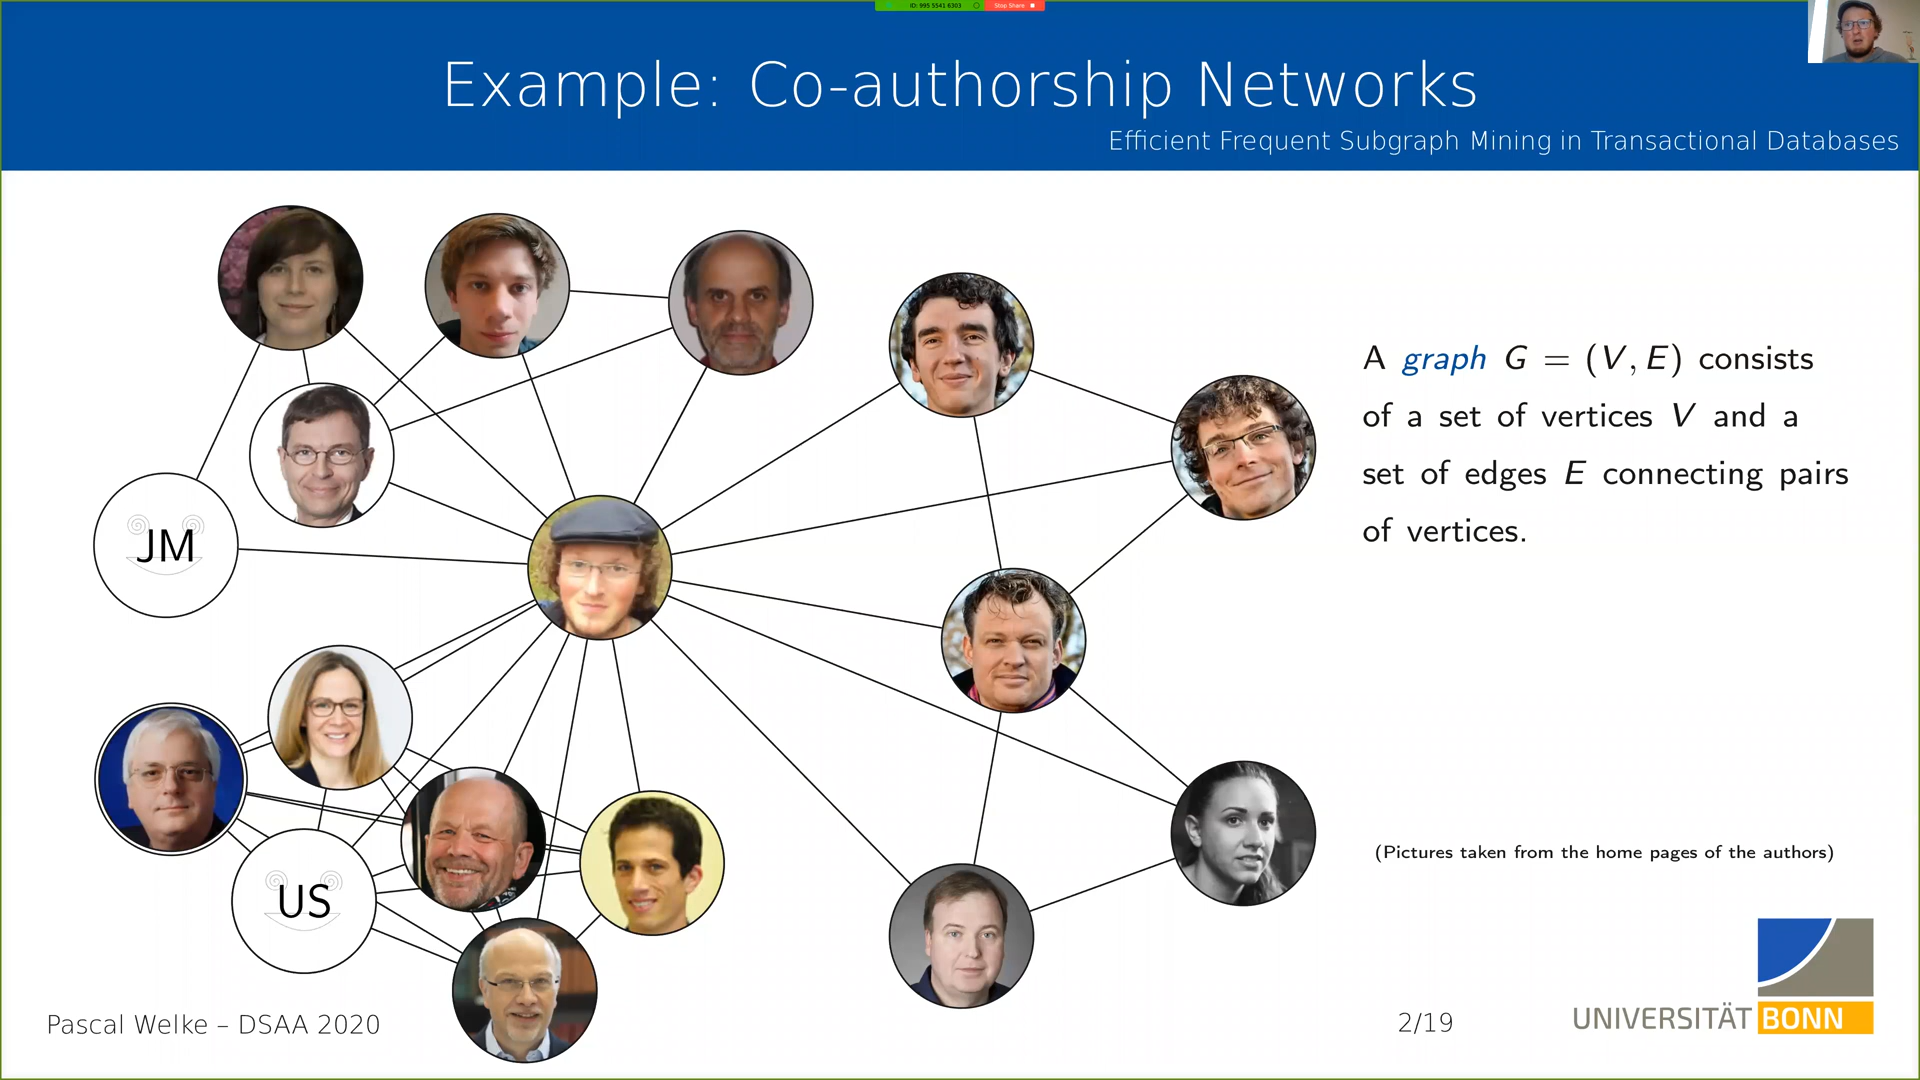 ID: 995 5541 6303 Stop Share
Example: Co-authorship Networks
Efficient Frequent Subgraph Mining in Transactional Databases
A graph G = (V, E) consists
of a set of vertices V and a
set of edges E connecting pairs
of vertices.
JM
US
(Pictures taken from the home pages of the authors)
Pascal Welke – DSAA 2020
2/19
UNIVERSITÄT BONN